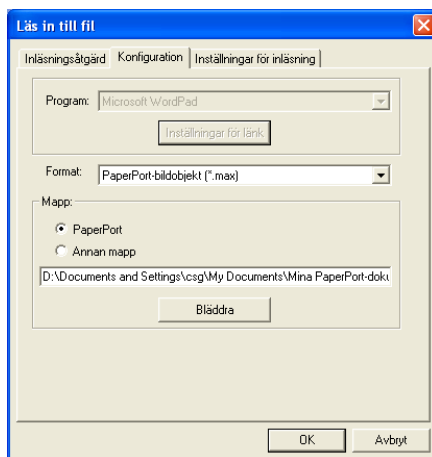 Läs in till fil
Inläsningsåtgärd Konfiguration Inställningar för inläsning
Program: Microsoft WordPad
Inställningar för länk
Format: PaperPort-bildobjekt (*.max)
Mapp:
PaperPort
Annan mapp
D:\Documents and Settings\csg\My Documents\Mina PaperPort-doku
Bläddra
OK Avbryt